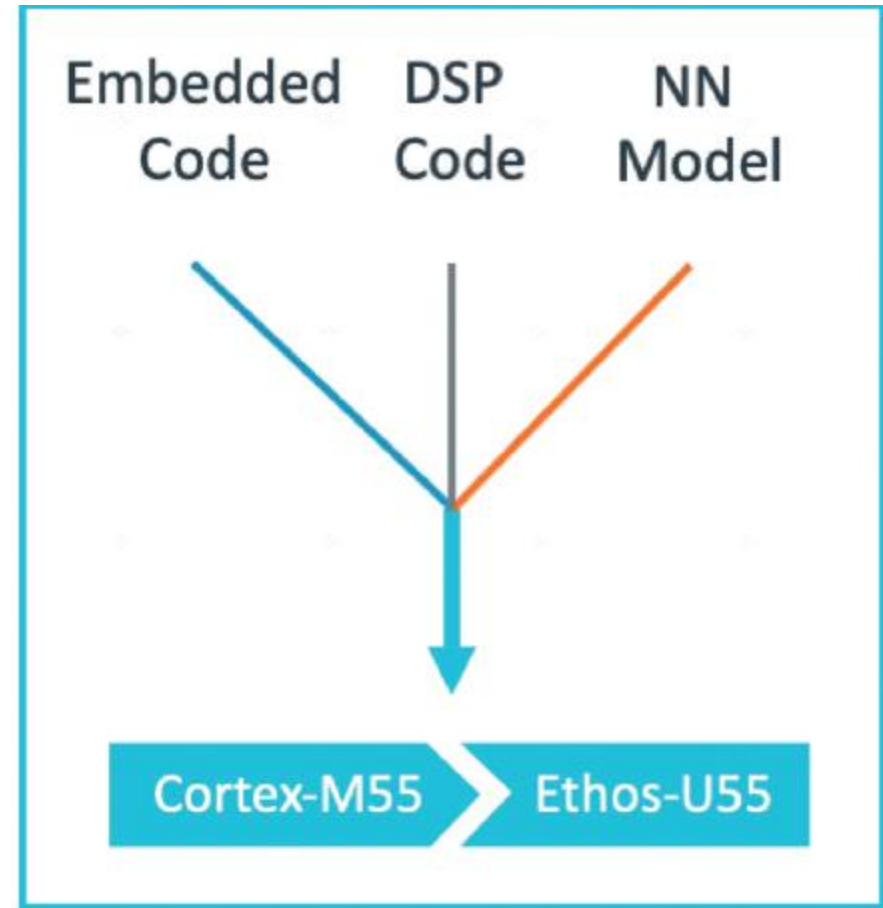 Embedded Code
DSP Code
NN Model
Cortex-M55
Ethos-U55